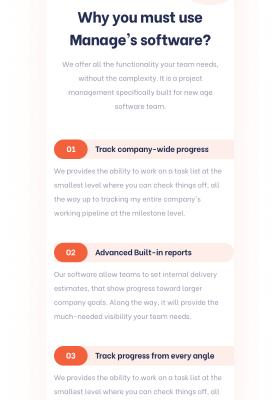 Why you must use
Manage's software?
We offer all the functionality your team needs,
without the complexity. It is a project
management specifically built for new age
software team.
01 Track company-wide progress
We provides the ability to work on a task list at the
smallest level where you can check things off, all
the way up to tracking my entire company's
working pipeline at the milestone level.
02 Advanced Built-in reports
Our software allow teams to set internal delivery
estimates, that show progress toward larger
company goals. Along the way, it will provide the
much-needed visibility your team needs.
03 Track progress from every angle
We provides the ability to work on a task list at the
smallest level where you can check things off, all